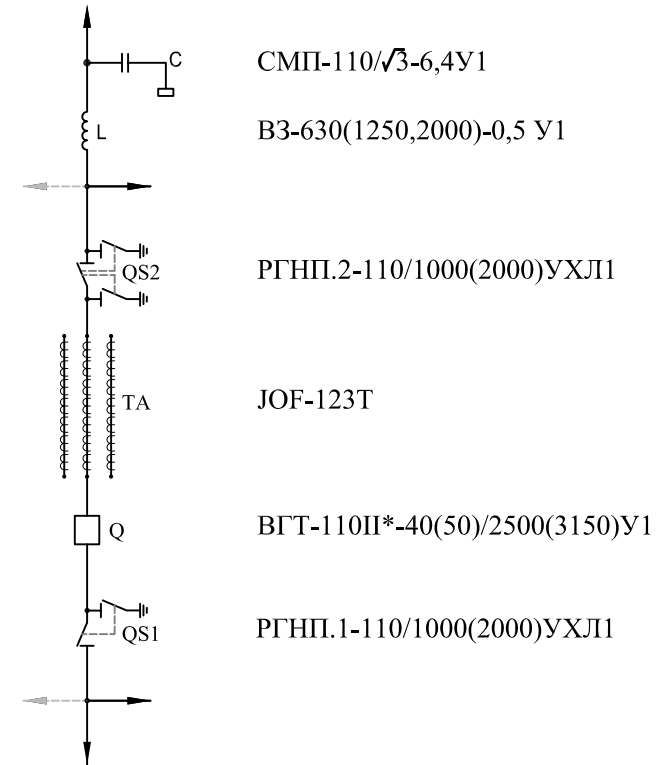 C СМП-110/√3-6,4У1
L ВЗ-630(1250,2000)-0,5 У1
QS2 РГНП.2-110/1000(2000)УХЛ1
TA JOF-123T
Q ВГТ-110II*-40(50)/2500(3150)У1
QS1 РГНП.1-110/1000(2000)УХЛ1